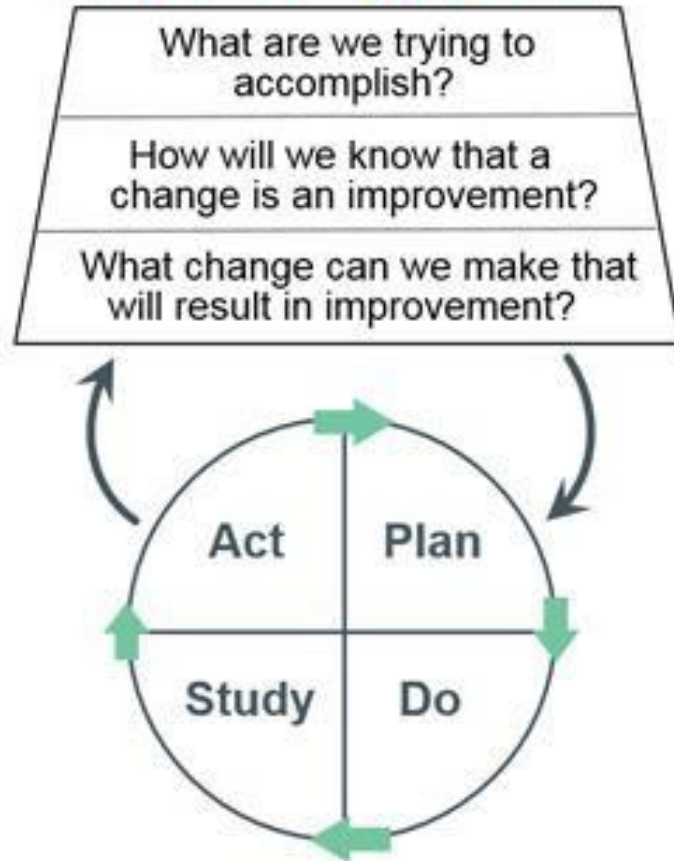 What are we trying to
accomplish?
How will we know that a
change is an improvement?
What change can we make that
will result in improvement?
Act
Plan
Study
Do